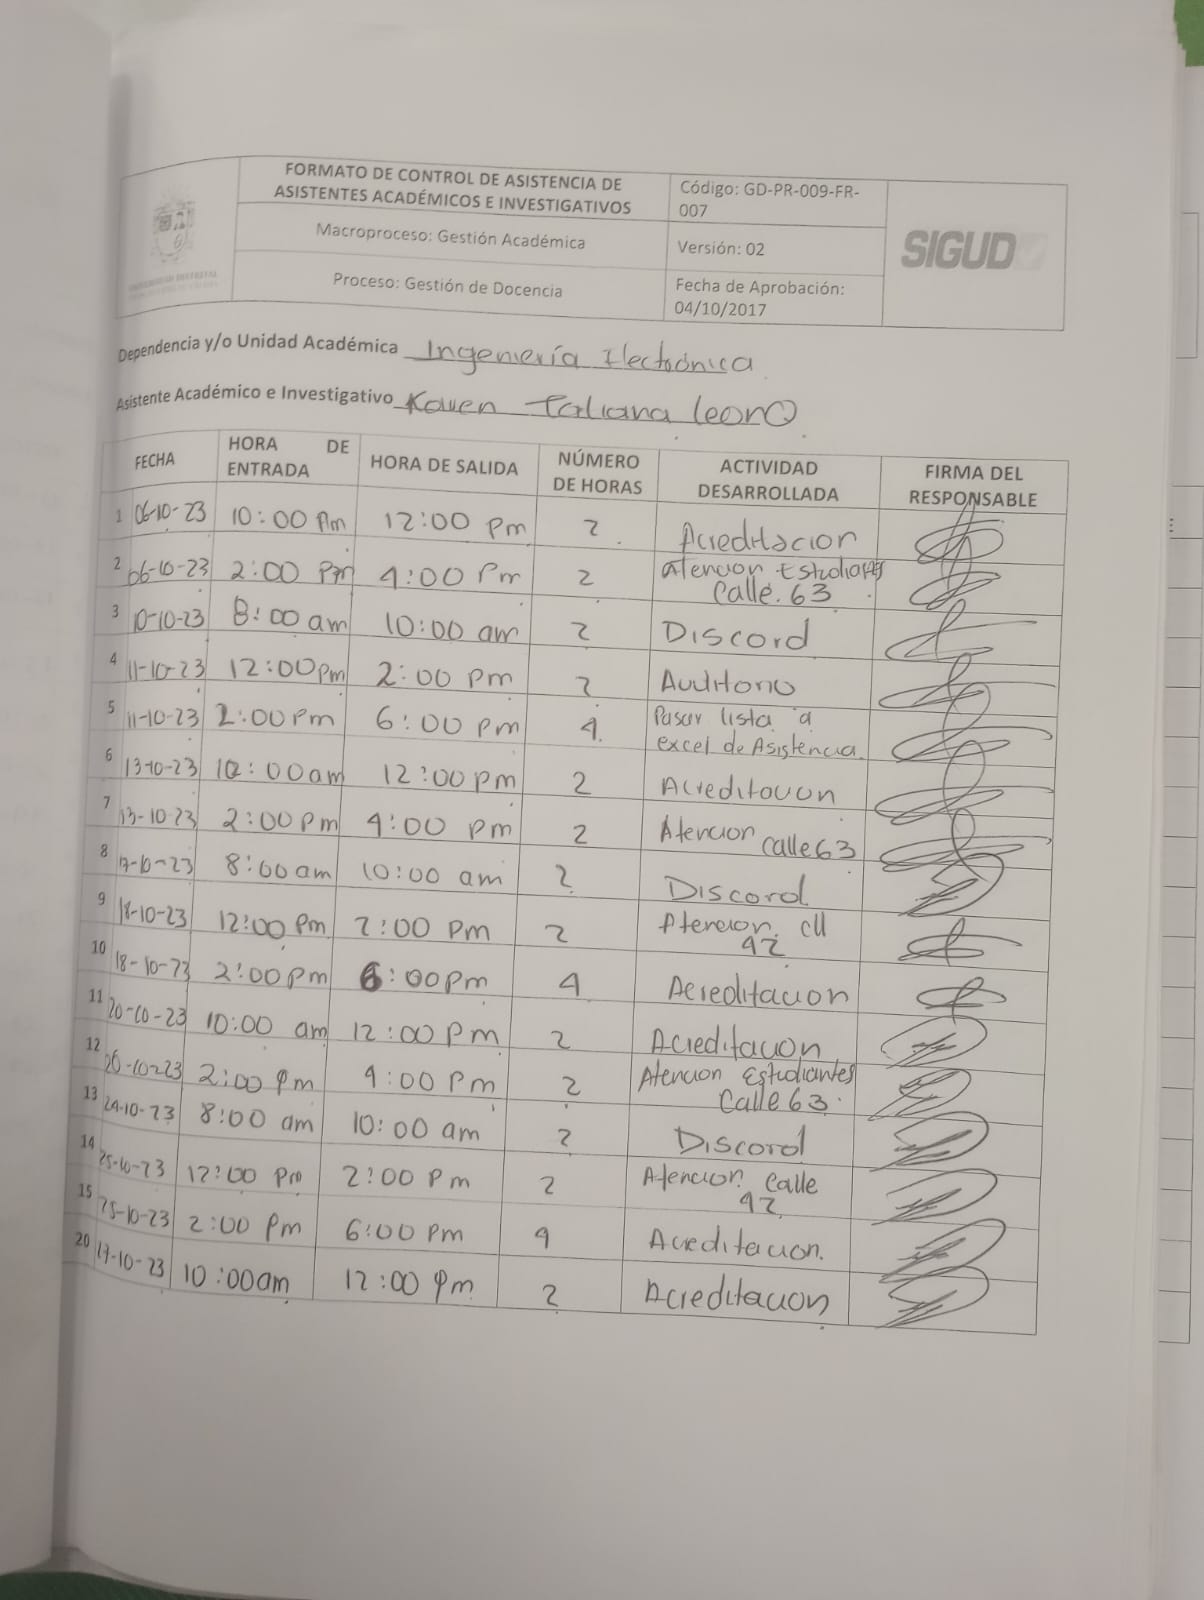 FORMATO DE CONTROL DE ASISTENCIA DE
ASISTENTES ACADÉMICOS E INVESTIGATIVOS
Código: GD-PR-009-FR-
007
Macroproceso: Gestión Académica
Versión: 02
SIGUD
Proceso: Gestión de Docencia
Fecha de Aprobación:
04/10/2017
UNIVERSIDAD DISTRITAL
Dependencia y/o Unidad Académica Ingeniería Electrónica
Asistente Académico e Investigativo Karen Tatiana Leon O
FECHA HORA DE ENTRADA HORA DE SALIDA NÚMERO DE HORAS ACTIVIDAD DESARROLLADA FIRMA DEL RESPONSABLE
1 06-10-23 10:00 Am 12:00 pm 2 Acreditacion
2 06-10-23 2:00 Pm 4:00 Pm 2 Atencion Estudiantes
Calle 63
3 10-10-23 8:00 am 10:00 am 2 Discord
4 11-10-23 12:00 pm 2:00 pm 2 Auditorio
5 11-10-23 2:00 pm 6:00 pm 4 Pasar lista a
excel de Asistencia
6 13-10-23 10:00 am 12:00 pm 2 Acreditacion
7 13-10-23 2:00 pm 4:00 pm 2 Atencion
calle 63
8 17-10-23 8:00 am 10:00 am 2 Discord
9 18-10-23 12:00 Pm 2:00 Pm 2 Atencion cll
42
10 18-10-23 2:00 pm 6:00 pm 4 Acreditacion
11 20-10-23 10:00 am 12:00 Pm 2 Acreditacion
12 20-10-23 2:00 pm 4:00 Pm 2 Atencion Estudiantes
Calle 63
13 24-10-23 8:00 am 10:00 am 2 Discord
14 25-10-23 12:00 Pm 2:00 Pm 2 Atencion Calle
42
15 25-10-23 2:00 Pm 6:00 Pm 4 Acreditacion.
20 17-10-23 10:00am 12:00 Pm 2 Acreditacion